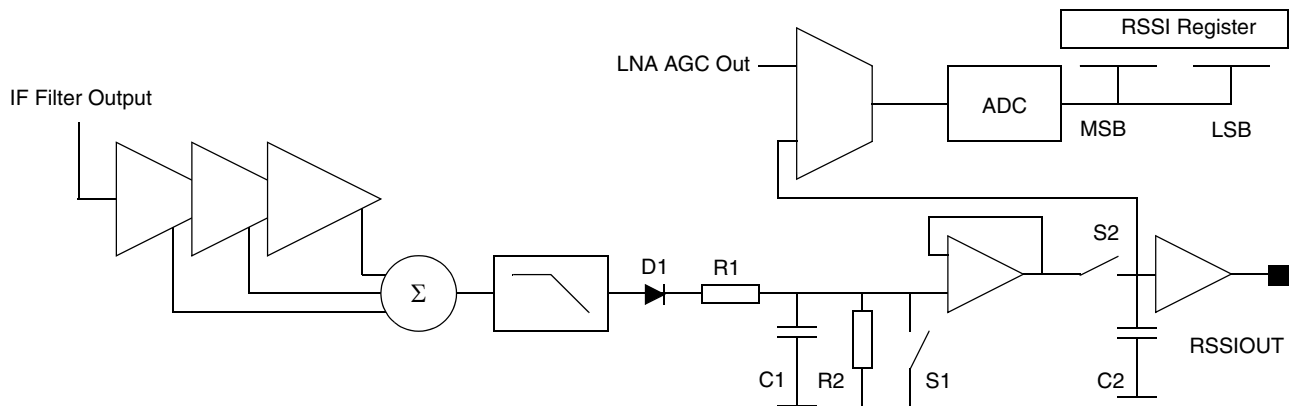 RSSI Register
LNA AGC Out
ADC
IF Filter Output
MSB
LSB
S2
D1
R1
Σ
RSSIOUT
C1
R2
S1
C2